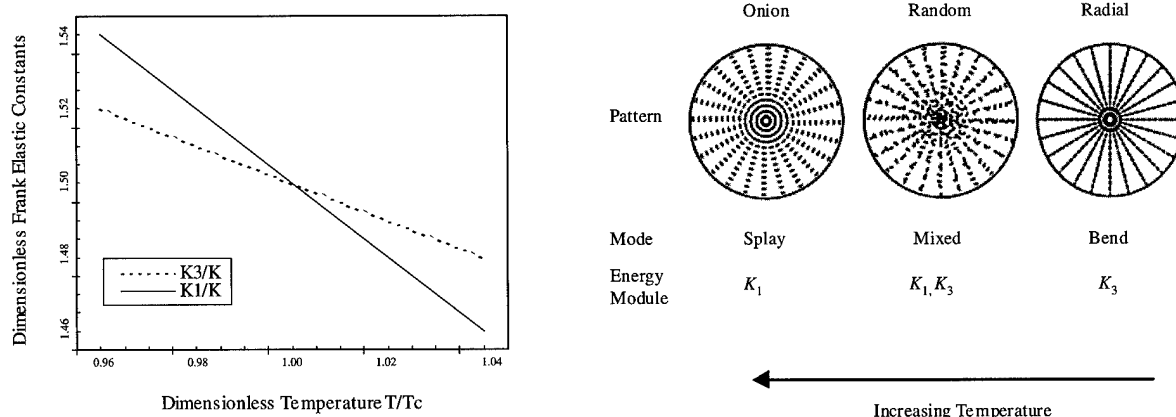 Dimensionless Frank Elastic Constants
1.54
1.52
1.50
1.48
1.46
K3/K
K1/K
0.96 0.98 1.00 1.02 1.04
Dimensionless Temperature T/Tc
Onion Random Radial
Pattern
Mode Splay Mixed Bend
Energy
Module K1 K1, K3 K3
Increasing Temperature